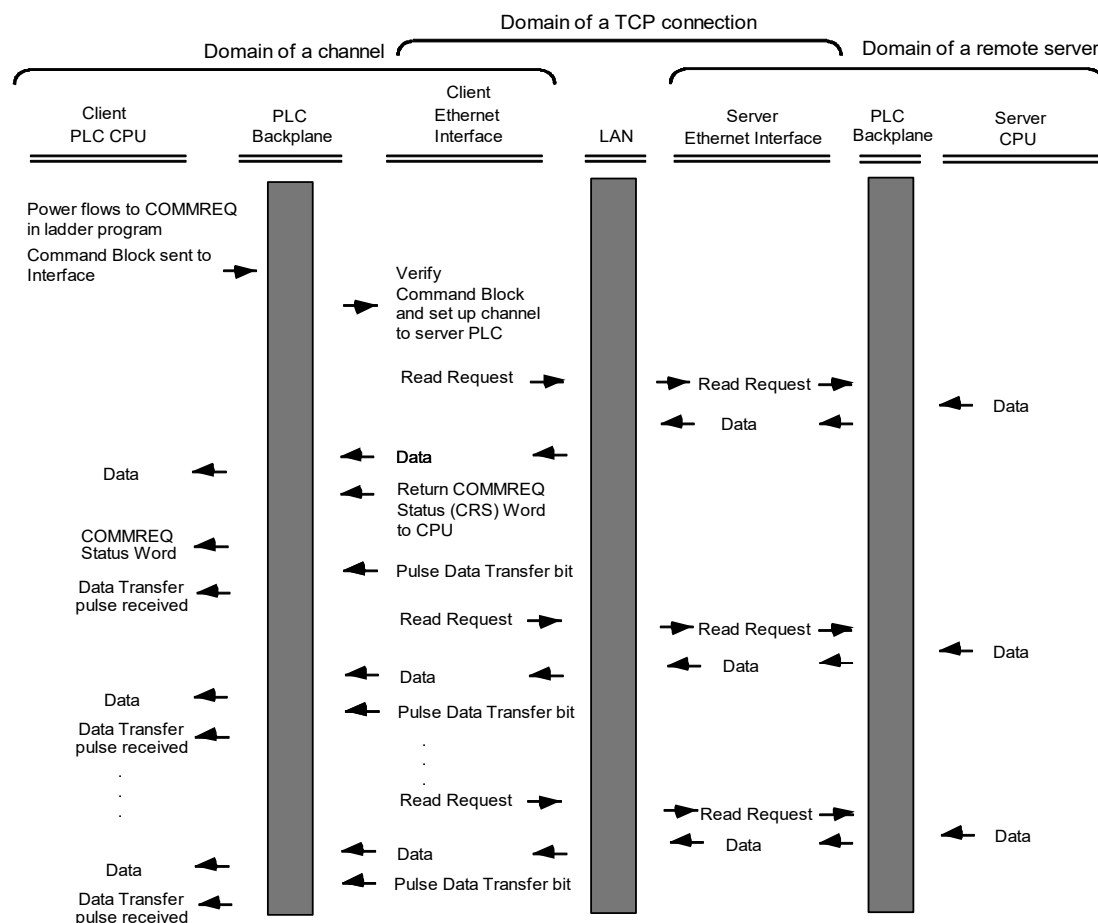 Domain of a TCP connection
Domain of a channel
Domain of a remote server
Client
PLC CPU
PLC
Backplane
Client
Ethernet
Interface
LAN
Server
Ethernet Interface
PLC
Backplane
Server
CPU
Power flows to COMMREQ
in ladder program
Command Block sent to
Interface
Verify
Command Block
and set up channel
to server PLC
Read Request
Read Request
Data
Data
Data
Data
Return COMMREQ
Status (CRS) Word
to CPU
COMMREQ
Status Word
Pulse Data Transfer bit
Data Transfer
pulse received
Read Request
Read Request
Data
Data
Data
Data
Pulse Data Transfer bit
Data Transfer
pulse received
.
.
.
.
.
.
Read Request
Read Request
Data
Data
Data
Data
Pulse Data Transfer bit
Data Transfer
pulse received